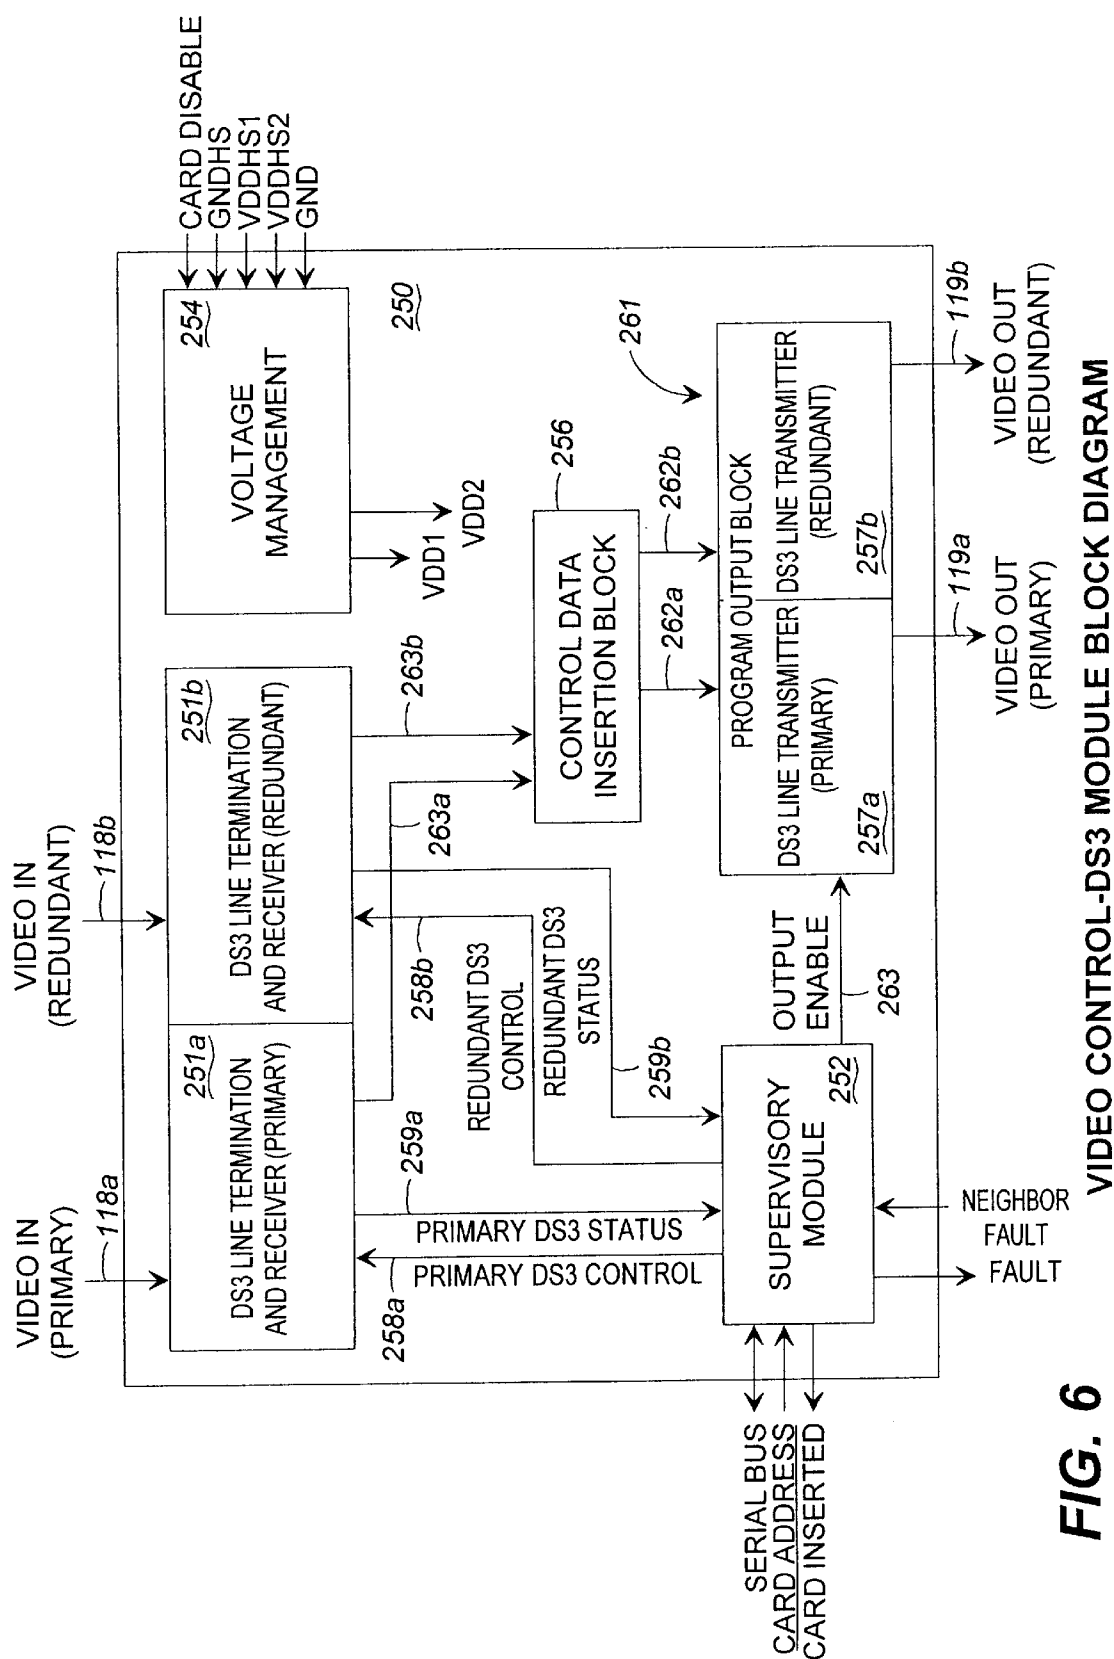 VIDEO IN
(PRIMARY)
118a
VIDEO IN
(REDUNDANT)
118b
DS3 LINE TERMINATION
AND RECEIVER (PRIMARY)
251a
DS3 LINE TERMINATION
AND RECEIVER (REDUNDANT)
251b
VOLTAGE
MANAGEMENT
254
CARD DISABLE
GNDHS
VDDHS1
VDDHS2
GND
VDD1
VDD2
250
258a
PRIMARY DS3 CONTROL
PRIMARY DS3 STATUS
259a
263a
263b
258b
REDUNDANT DS3
CONTROL
REDUNDANT DS3
STATUS
259b
CONTROL DATA
INSERTION BLOCK
256
262a
262b
261
SERIAL BUS
CARD ADDRESS
CARD INSERTED
SUPERVISORY
MODULE
252
OUTPUT
ENABLE
263
PROGRAM OUTPUT BLOCK
DS3 LINE TRANSMITTER
(PRIMARY)
257a
DS3 LINE TRANSMITTER
(REDUNDANT)
257b
FAULT
NEIGHBOR
FAULT
119a
VIDEO OUT
(PRIMARY)
119b
VIDEO OUT
(REDUNDANT)
FIG. 6
VIDEO CONTROL-DS3 MODULE BLOCK DIAGRAM